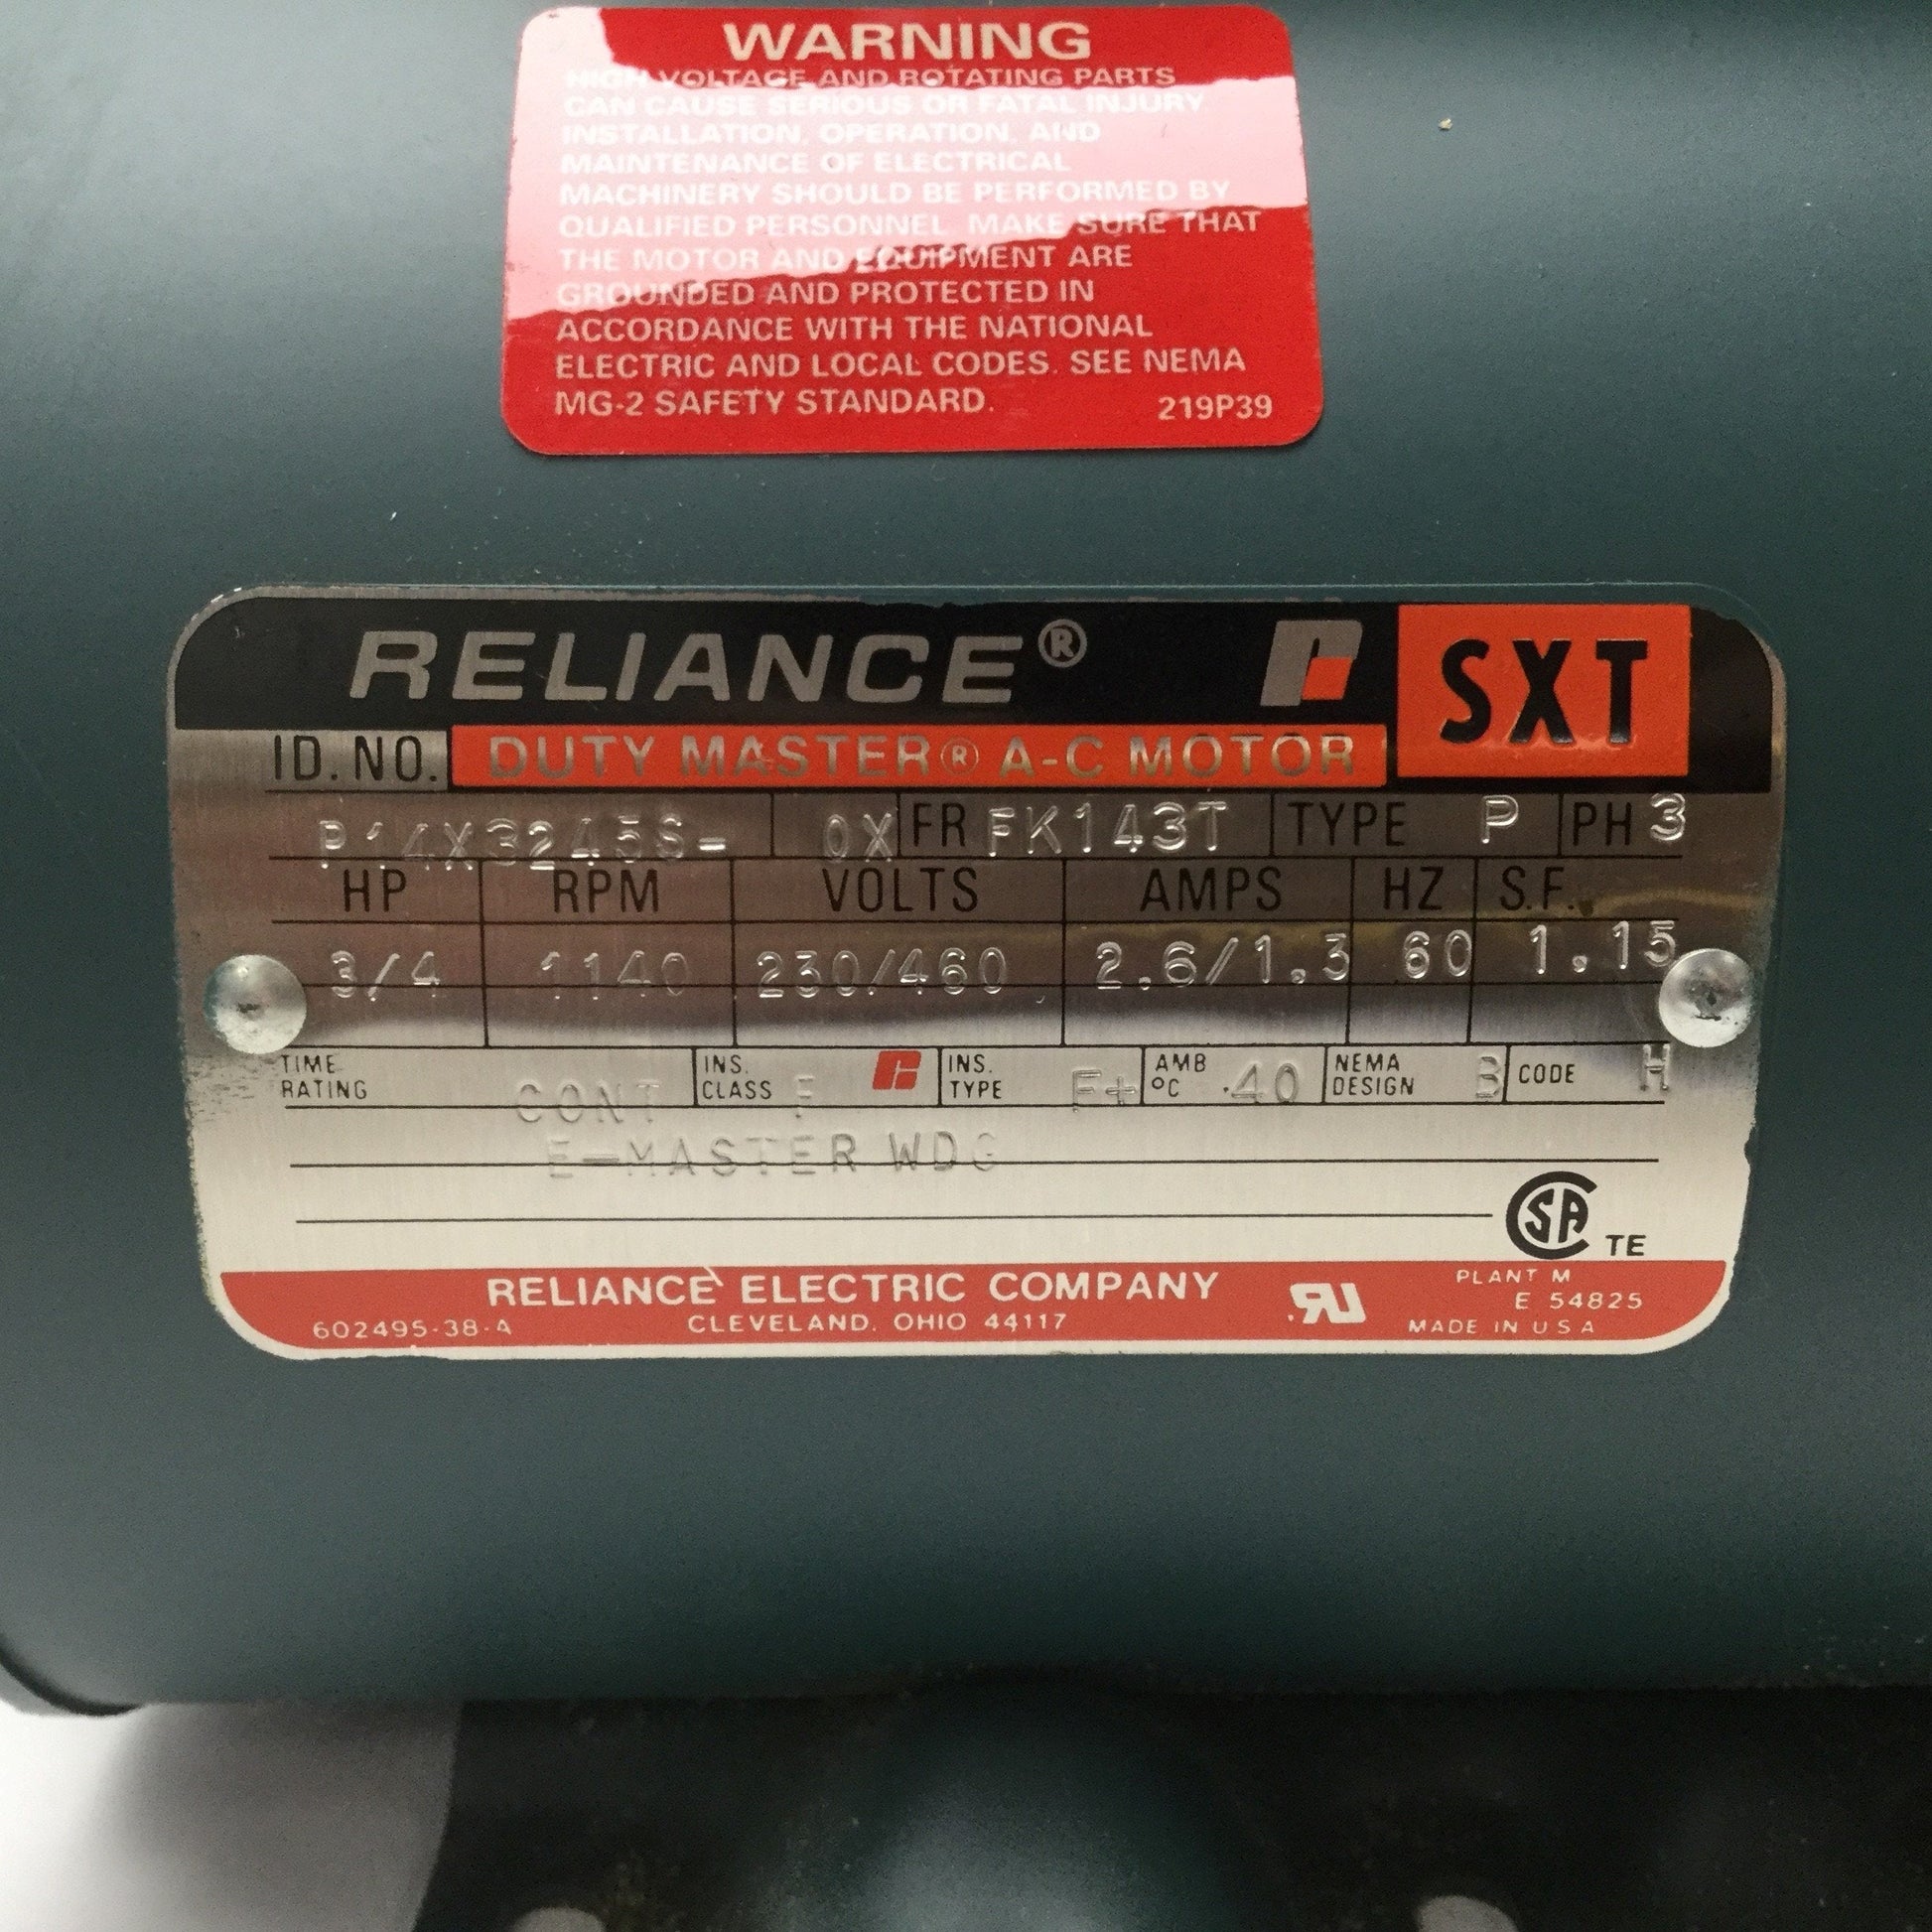 WARNING
HIGH VOLTAGE AND ROTATING PARTS
CAN CAUSE SERIOUS OR FATAL INJURY
INSTALLATION, OPERATION, AND
MAINTENANCE OF ELECTRICAL
MACHINERY SHOULD BE PERFORMED BY
QUALIFIED PERSONNEL. MAKE SURE THAT
THE MOTOR AND EQUIPMENT ARE
GROUNDED AND PROTECTED IN
ACCORDANCE WITH THE NATIONAL
ELECTRIC AND LOCAL CODES. SEE NEMA
MG-2 SAFETY STANDARD. 219P39
RELIANCE® SXT
ID. NO. DUTY MASTER® A-C MOTOR
P14X3245S- 0X FR FK143T TYPE P PH 3
HP RPM VOLTS AMPS HZ S.F.
3/4 1140 230/460 2.6/1.3 60 1.15
TIME RATING CONT INS. CLASS F INS. TYPE F+ AMB °C 40 NEMA DESIGN B CODE H
E-MASTER WDG
CSA TE
RELIANCE ELECTRIC COMPANY PLANT M
E 54825
602495-38-A CLEVELAND, OHIO 44117 MADE IN U S A